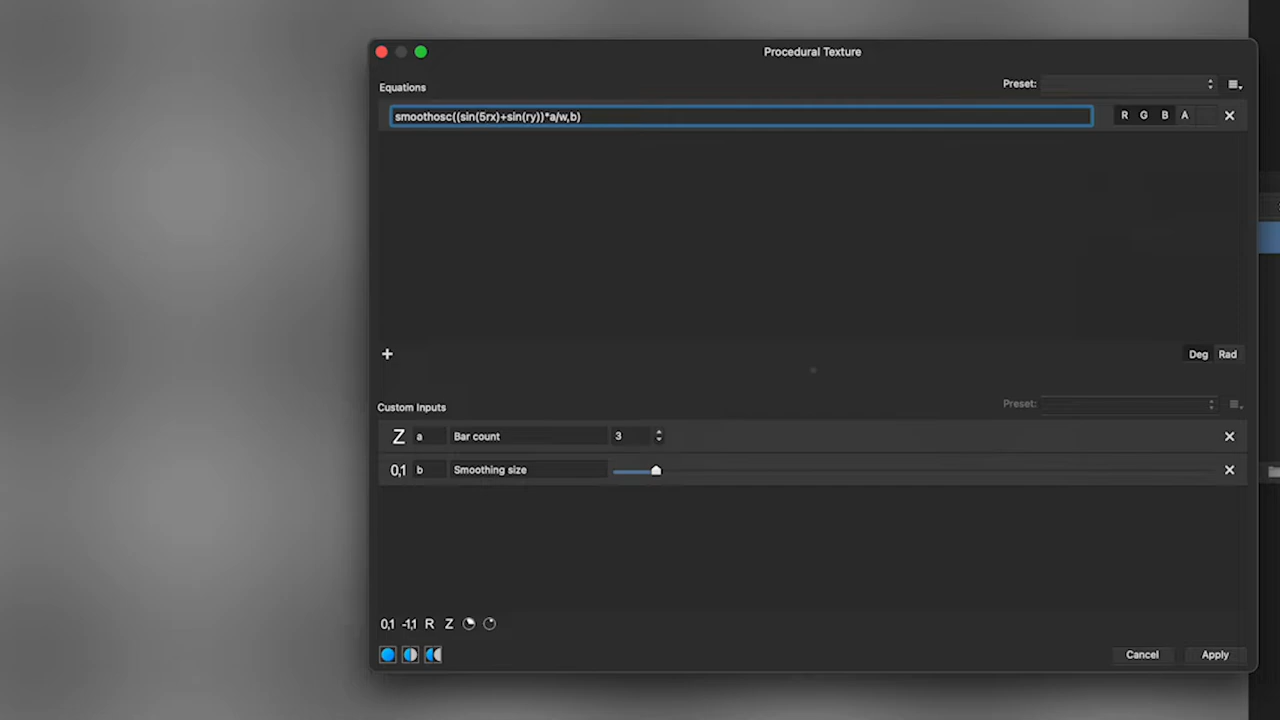 Procedural Texture
Equations
Preset:
smoothosc((sin(5rx)+sin(ry))*a/w,b)
R G B A
Deg Rad
Custom Inputs
Preset:
Z a Bar count 3
0,1 b Smoothing size
0,1 -1,1 R Z
Cancel Apply